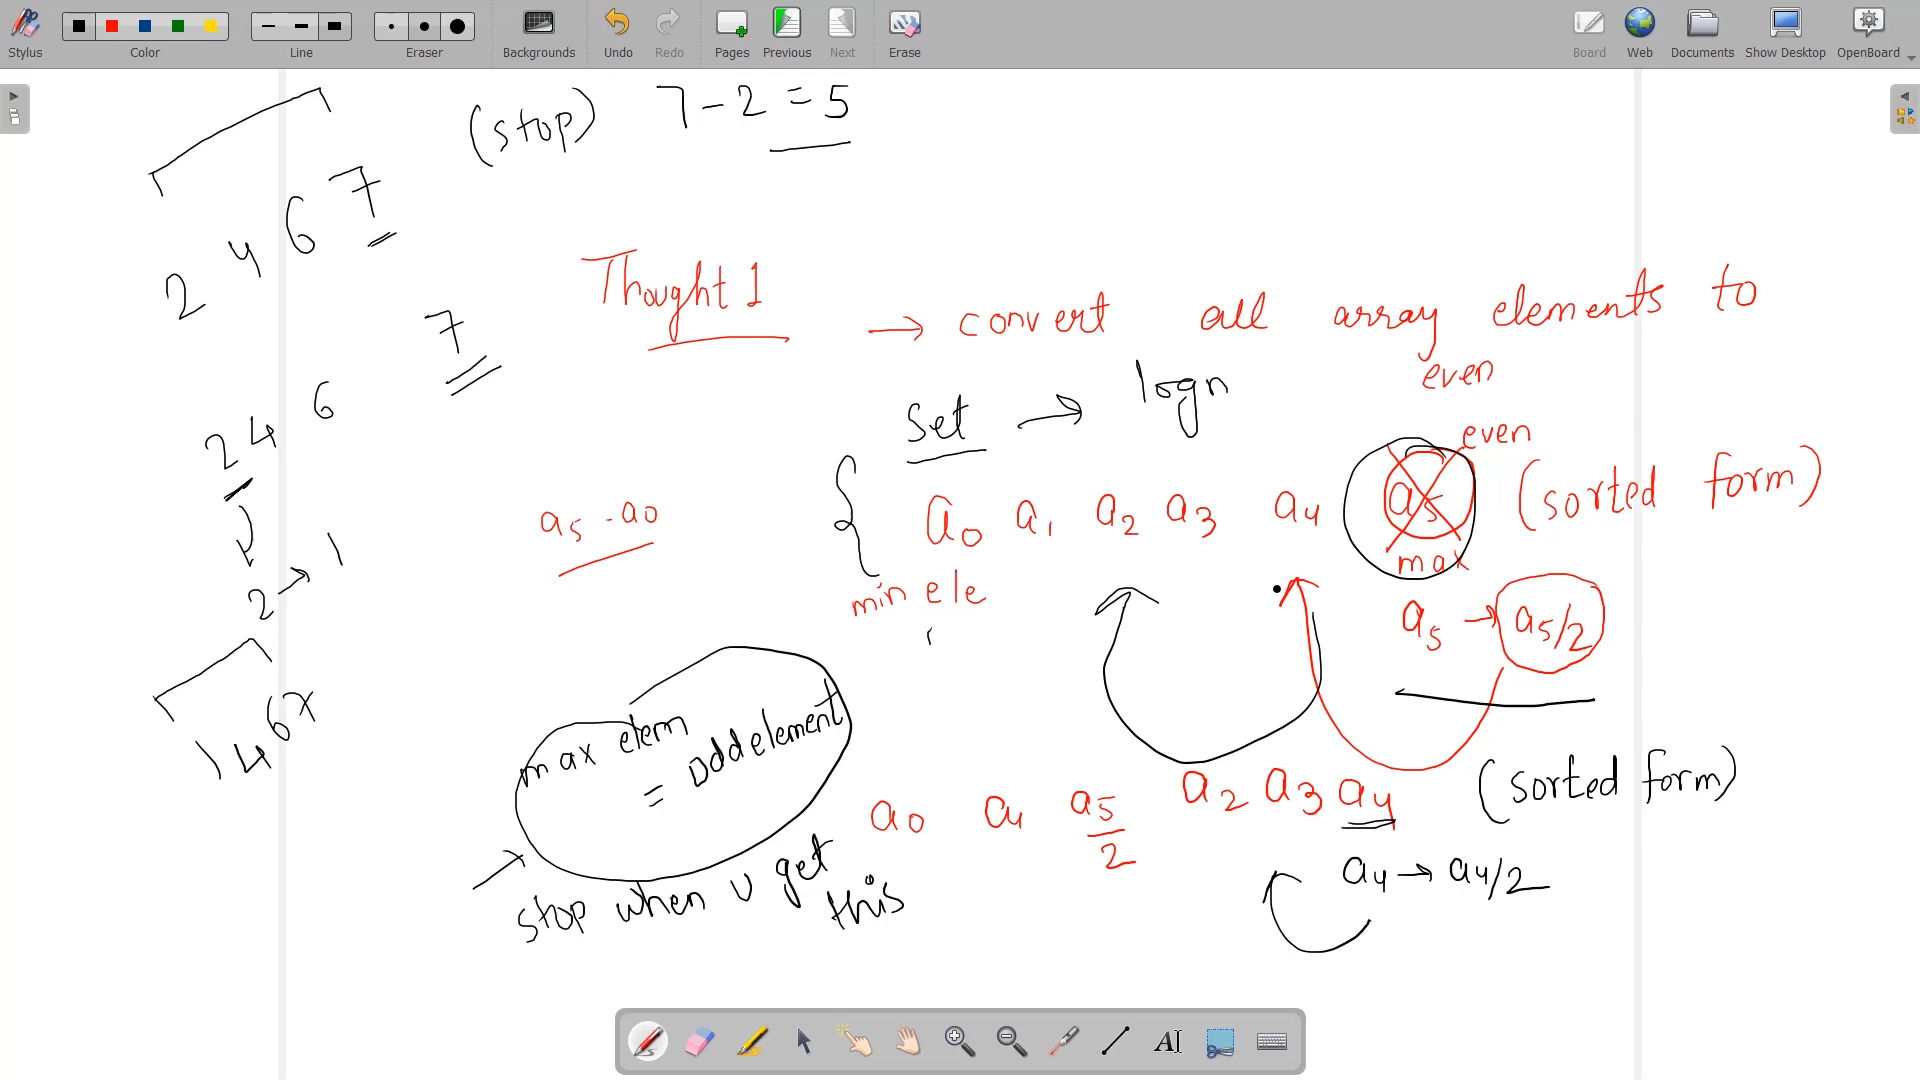 Stylus
Color
Line
Eraser
Backgrounds
Undo
Redo
Pages
Previous
Next
Erase
Board
Web
Documents
Show Desktop
OpenBoard
(stop) 7 - 2 = 5
2 4 6 7
7
Thought 1 → convert all array elements to
even
Set → logn
2 4 6
even
{ a0 a1 a2 a3 a4 a5 (sorted form)
max
a5 - a0
min ele
2 → 1
a5 → a5/2
1 4 6 7
max elem
= odd element
a0 a1 a5/2 a2 a3 a4 (sorted form)
a4 → a4/2
→ stop when u get
this